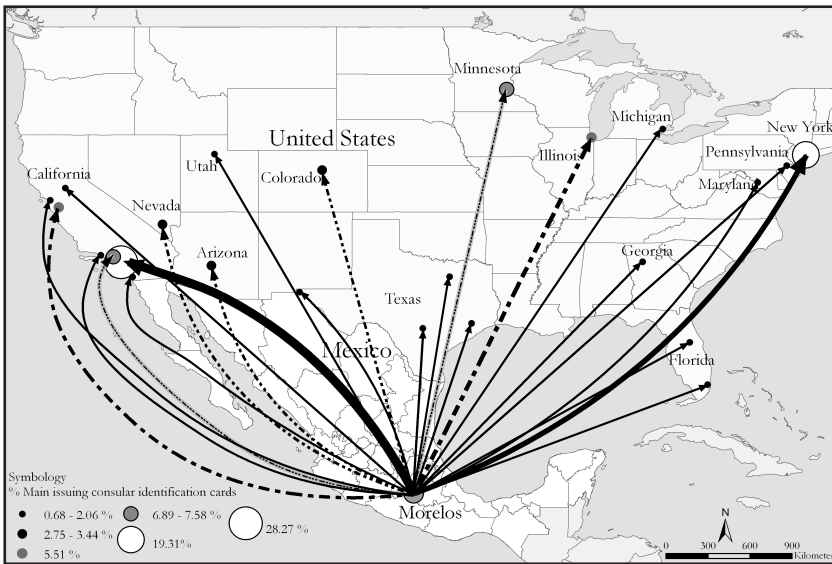 Minnesota
Michigan
New York
United States
Illinois
Pennsylvania
California
Utah
Colorado
Maryland
Nevada
Arizona
Georgia
Texas
México
Florida
Symbology
% Main issuing consular identification cards
0.68 - 2.06 %
6.89 - 7.58 %
28.27 %
2.75 - 3.44 %
19.31%
5.51 %
Morelos
N
0 300 600 900
Kilometers